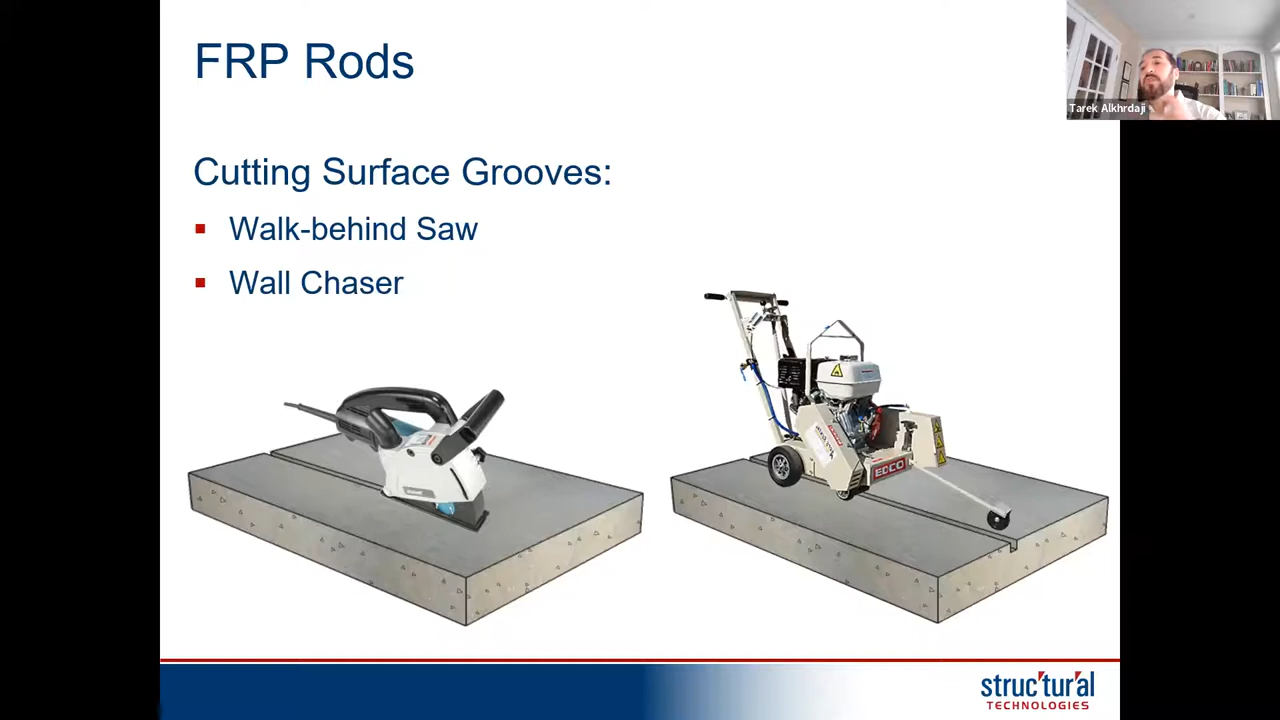 FRP Rods
Tarek Alkhrdaji
Cutting Surface Grooves:
Walk-behind Saw
Wall Chaser
EDCO
structural
TECHNOLOGIES